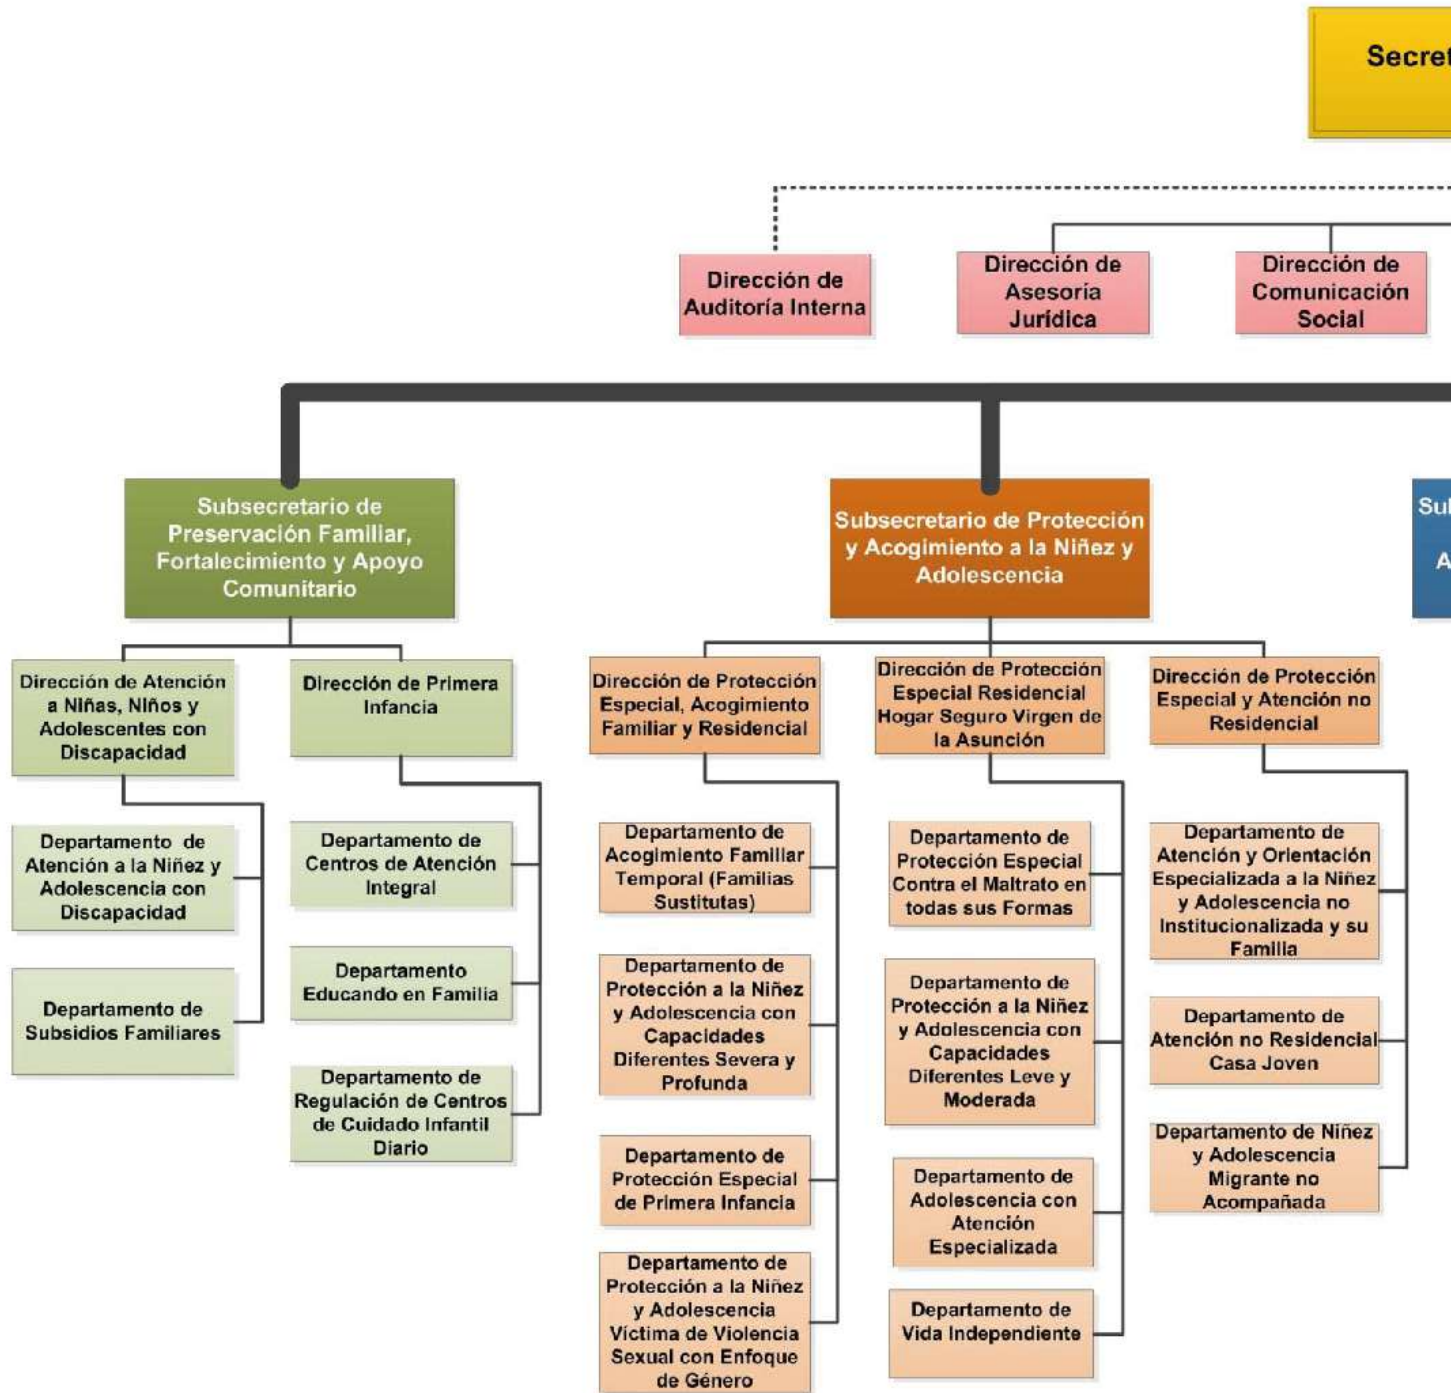 Dirección de
Auditoría Interna
Dirección de
Asesoría
Jurídica
Dirección de
Comunicación
Social
Subsecretario de
Preservación Familiar,
Fortalecimiento y Apoyo
Comunitario
Subsecretario de Protección
y Acogimiento a la Niñez y
Adolescencia
Dirección de Atención
a Niñas, NIños y
Adolescentes con
Discapacidad
Departamento de
Atención a la Niñez y
Adolescencia con
Discapacidad
Departamento de
Subsidios Familiares
Dirección de Primera
Infancia
Departamento de
Centros de Atención
Integral
Departamento
Educando en Familia
Departamento de
Regulación de Centros
de Cuidado Infantil
Diario
Dirección de Protección
Especial, Acogimiento
Familiar y Residencial
Departamento de
Acogimiento Familiar
Temporal (Familias
Sustitutas)
Departamento de
Protección a la Niñez
y Adolescencia con
Capacidades
Diferentes Severa y
Profunda
Departamento de
Protección Especial
de Primera Infancia
Departamento de
Protección a la Niñez
y Adolescencia
Víctima de Violencia
Sexual con Enfoque
de Género
Dirección de Protección
Especial Residencial
Hogar Seguro Virgen de
la Asunción
Departamento de
Protección Especial
Contra el Maltrato en
todas sus Formas
Departamento de
Protección a la Niñez
y Adolescencia con
Capacidades
Diferentes Leve y
Moderada
Departamento de
Adolescencia con
Atención
Especializada
Departamento de
Vida Independiente
Dirección de Protección
Especial y Atención no
Residencial
Departamento de
Atención y Orientación
Especializada a la Niñez
y Adolescencia no
Institucionalizada y su
Familia
Departamento de
Atención no Residencial
Casa Joven
Departamento de Niñez
y Adolescencia
Migrante no
Acompañada